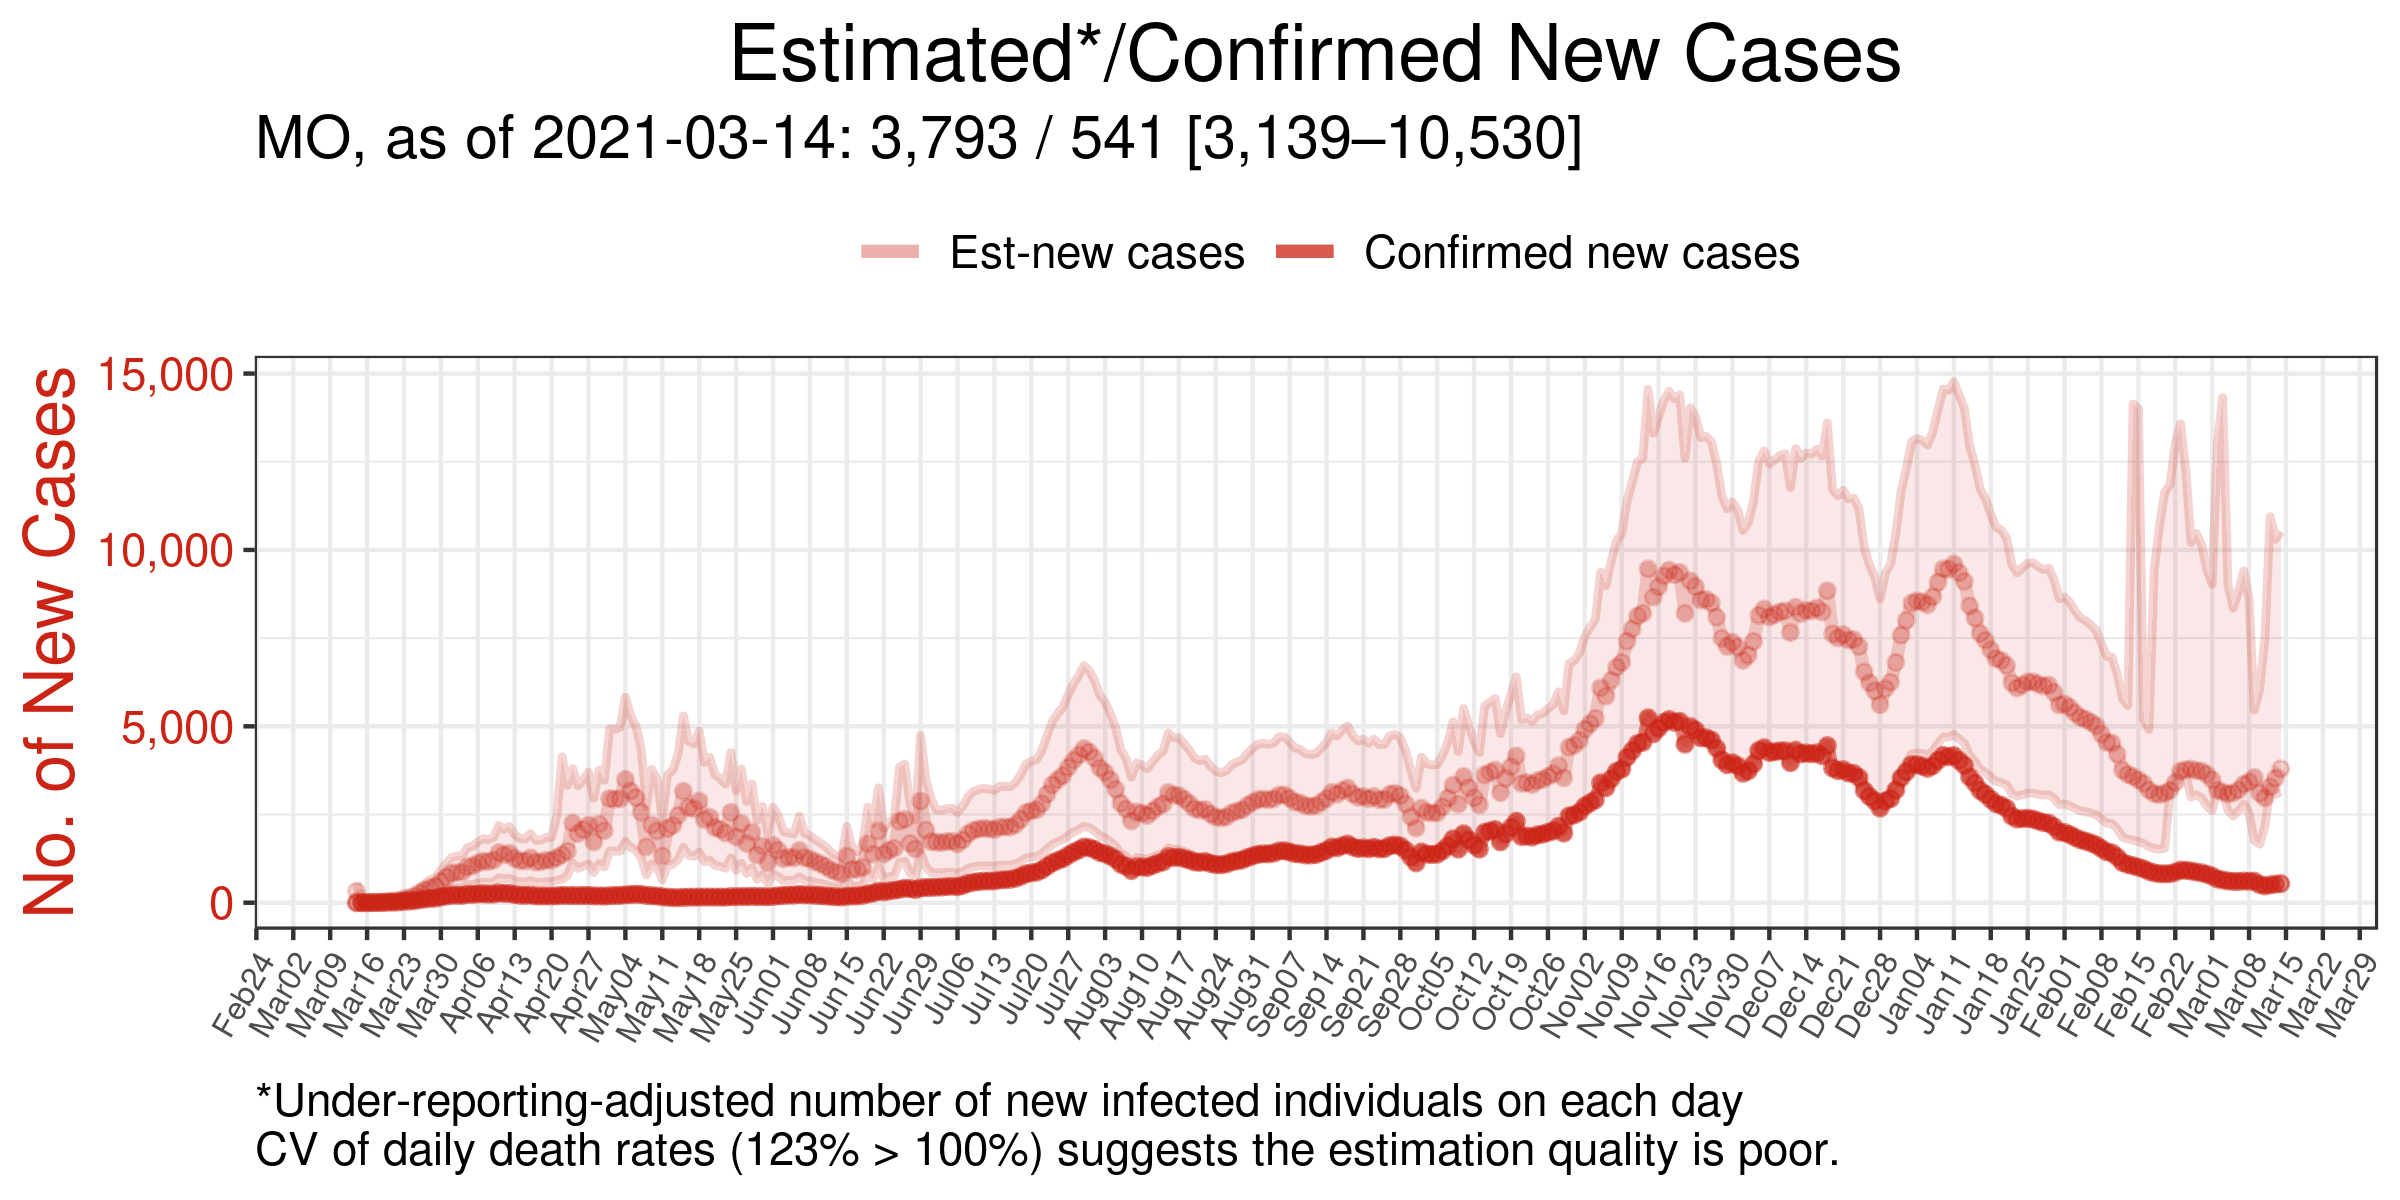 Estimated*/Confirmed New Cases
MO, as of 2021-03-14: 3,793 / 541 [3,139–10,530]
Est-new cases Confirmed new cases
No. of New Cases
15,000
10,000
5,000
0
Feb24 Mar02 Mar09 Mar16 Mar23 Mar30 Apr06 Apr13 Apr20 Apr27 May04 May11 May18 May25 Jun01 Jun08 Jun15 Jun22 Jun29 Jul06 Jul13 Jul20 Jul27 Aug03 Aug10 Aug17 Aug24 Aug31 Sep07 Sep14 Sep21 Sep28 Oct05 Oct12 Oct19 Oct26 Nov02 Nov09 Nov16 Nov23 Nov30 Dec07 Dec14 Dec21 Dec28 Jan04 Jan11 Jan18 Jan25 Feb01 Feb08 Feb15 Feb22 Mar01 Mar08 Mar15 Mar22 Mar29
*Under-reporting-adjusted number of new infected individuals on each day
CV of daily death rates (123% > 100%) suggests the estimation quality is poor.